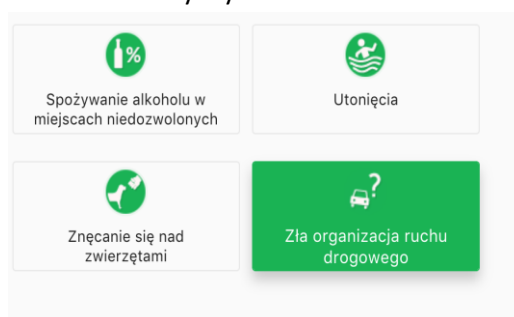 %
Spożywanie alkoholu w
miejscach niedozwolonych
Utonięcia
Znęcanie się nad
zwierzętami
?
Zła organizacja ruchu
drogowego